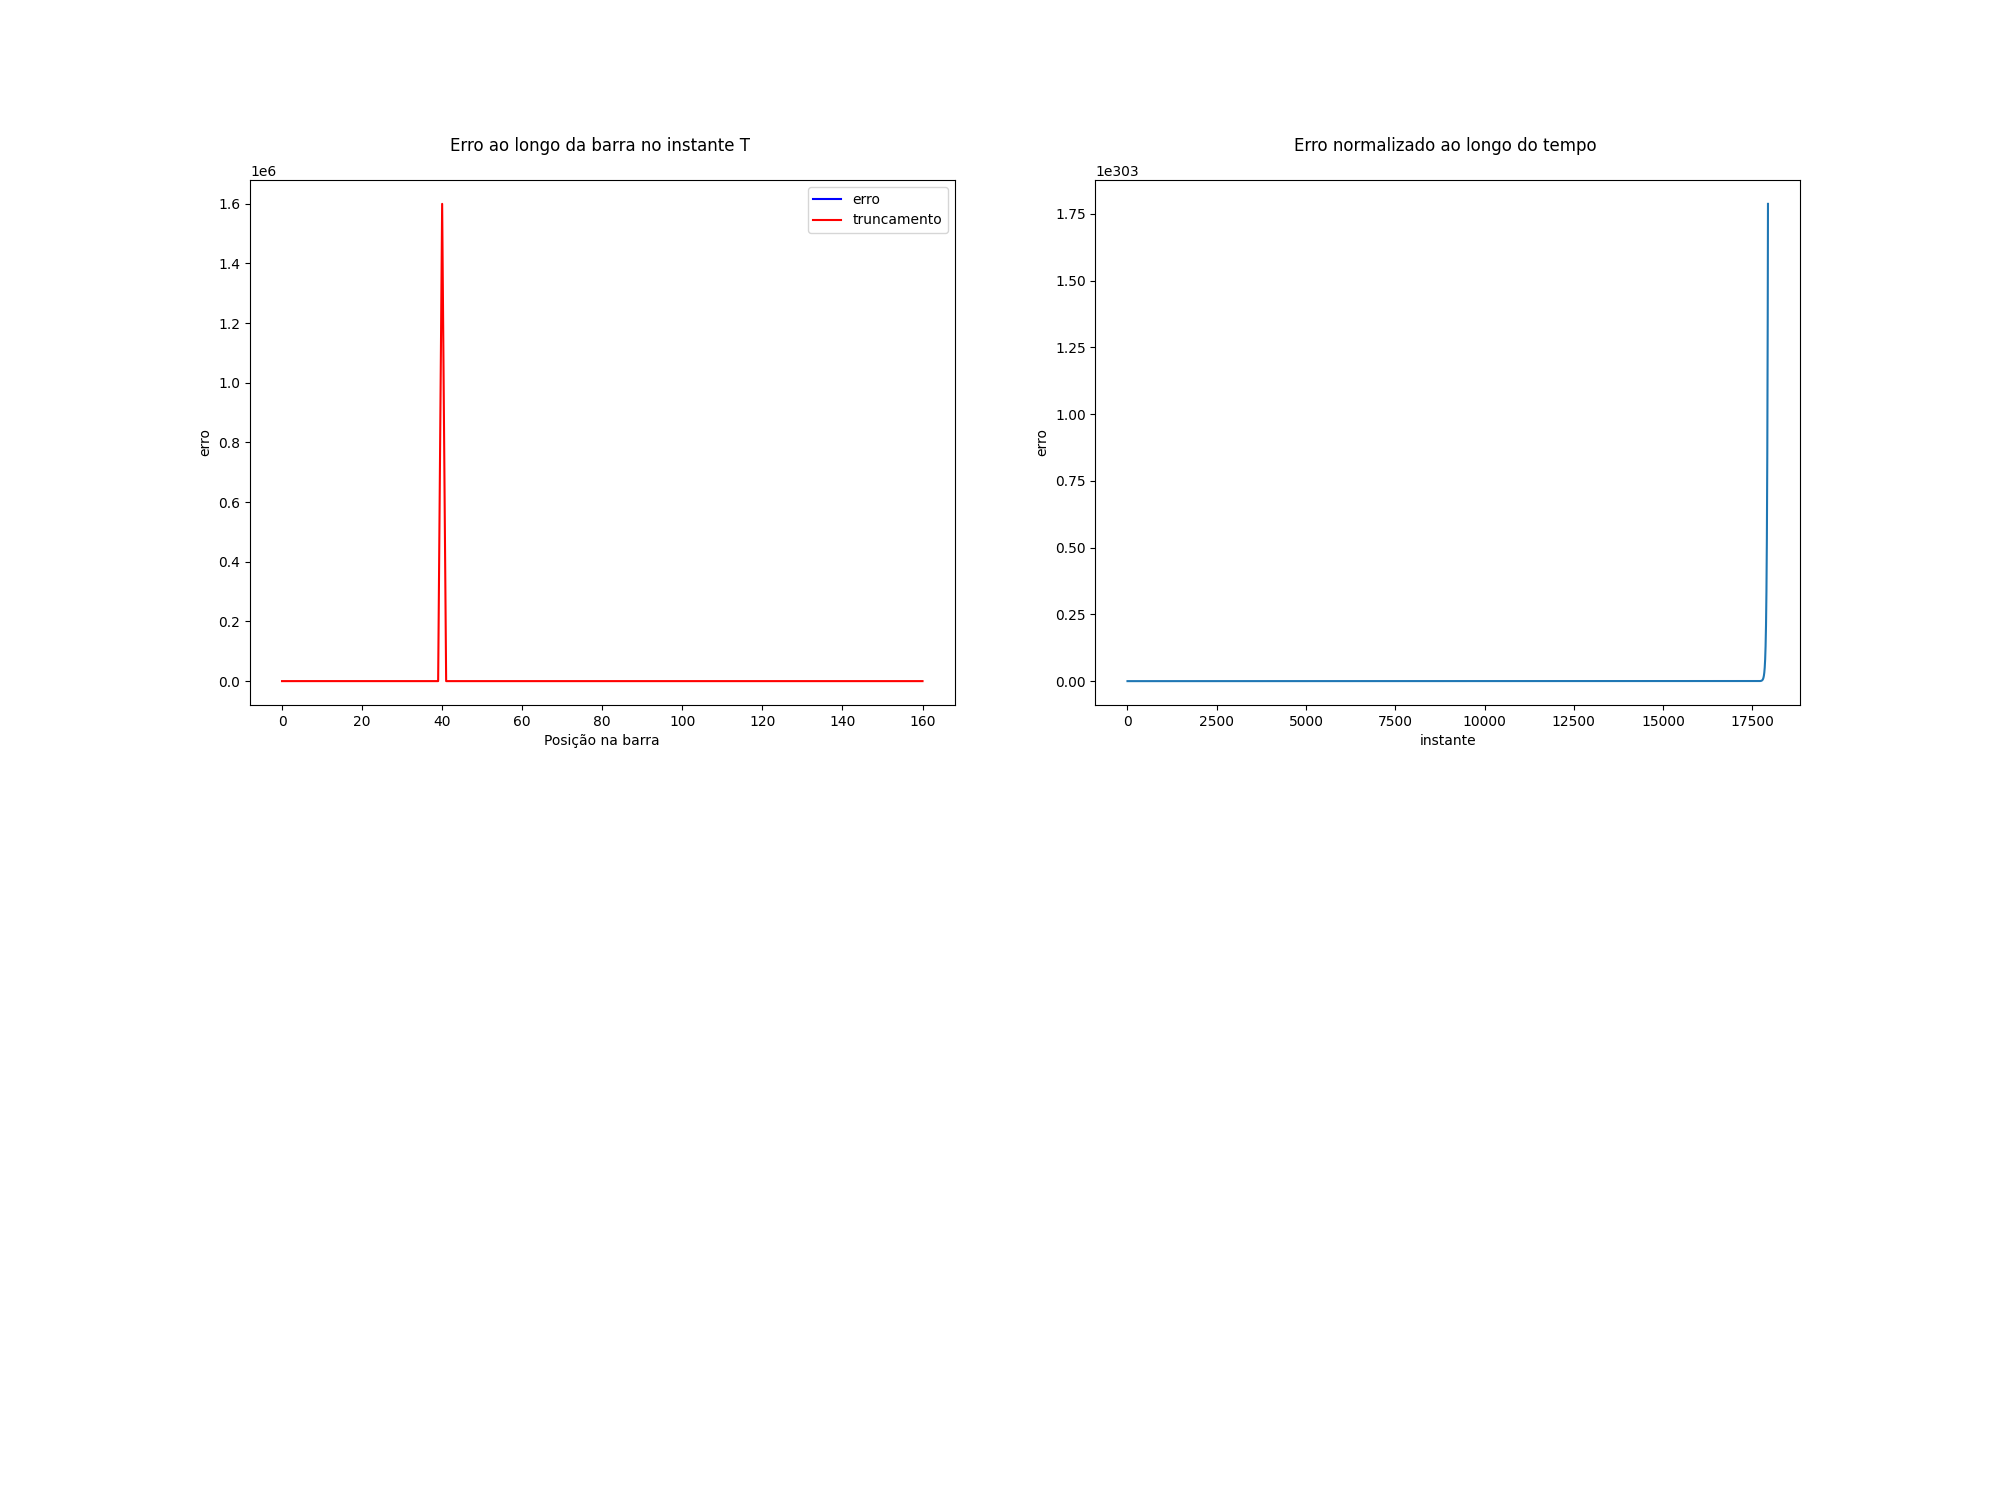 Erro ao longo da barra no instante T
1e6
1.6
1.4
1.2
1.0
0.8
0.6
0.4
0.2
0.0
erro
erro
truncamento
0 20 40 60 80 100 120 140 160
Posição na barra
Erro normalizado ao longo do tempo
1e303
1.75
1.50
1.25
1.00
0.75
0.50
0.25
0.00
erro
0 2500 5000 7500 10000 12500 15000 17500
instante